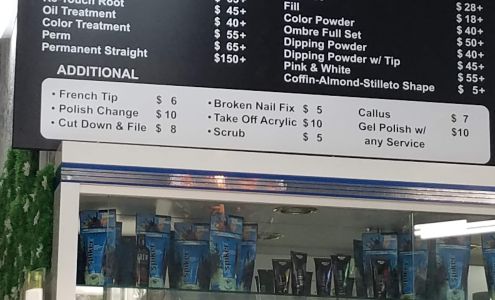 No Touch Root
Oil Treatment $ 45+
Color Treatment $ 40+
Perm $ 55+
Permanent Straight $ 65+
$150+
$ 28+
Fill $ 18+
Color Powder $ 40+
Ombre Full Set $ 50+
Dipping Powder $ 40+
Dipping Powder w/ Tip $ 45+
Pink & White $ 55+
Coffin-Almond-Stilleto Shape $ 5+
ADDITIONAL
• French Tip $ 6
• Polish Change $10
• Cut Down & File $ 8
• Broken Nail Fix $ 5
• Take Off Acrylic $10
• Scrub $ 5
Callus $ 7
Gel Polish w/ $10
any Service